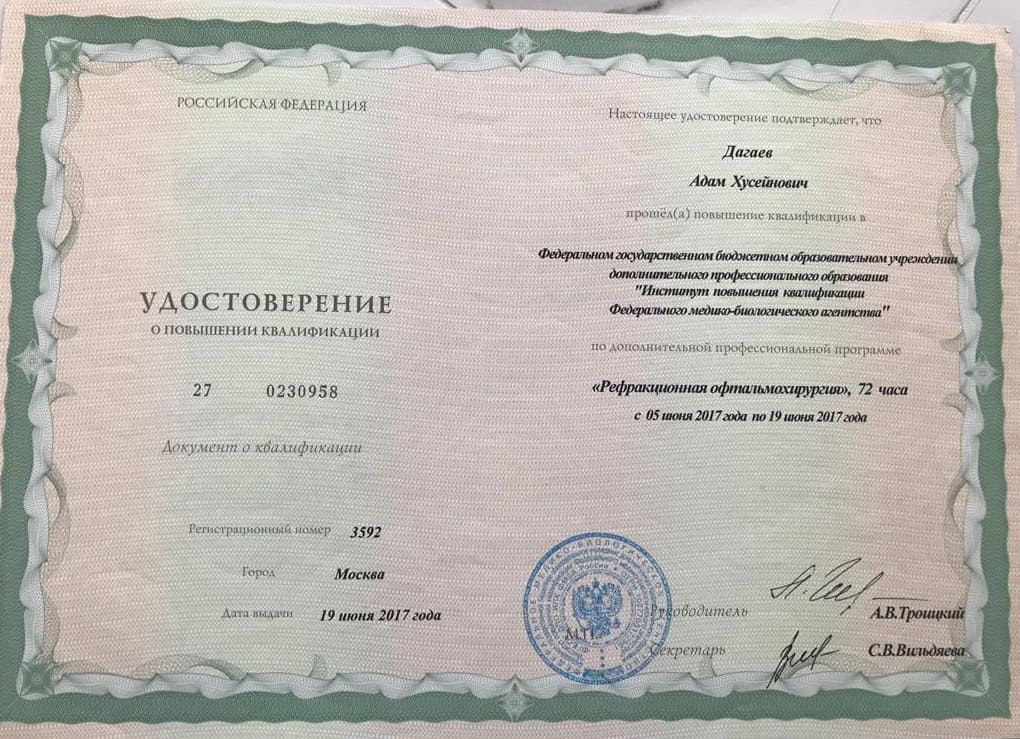 РОССИЙСКАЯ ФЕДЕРАЦИЯ
УДОСТОВЕРЕНИЕ
О ПОВЫШЕНИИ КВАЛИФИКАЦИИ
27 0230958
Документ о квалификации
Регистрационный номер 3592
Город Москва
Дата выдачи 19 июня 2017 года
Настоящее удостоверение подтверждает, что
Дагаев
Адам Хусейнович
прошёл(а) повышение квалификации в
Федеральном государственном бюджетном образовательном учреждении
дополнительного профессионального образования
"Институт повышения квалификации
Федерального медико-биологического агентства"
по дополнительной профессиональной программе
«Рефракционная офтальмохирургия», 72 часа
с 05 июня 2017 года по 19 июня 2017 года
М.П.
Руководитель А.В.Троицкий
Секретарь С.В.Вильдяева